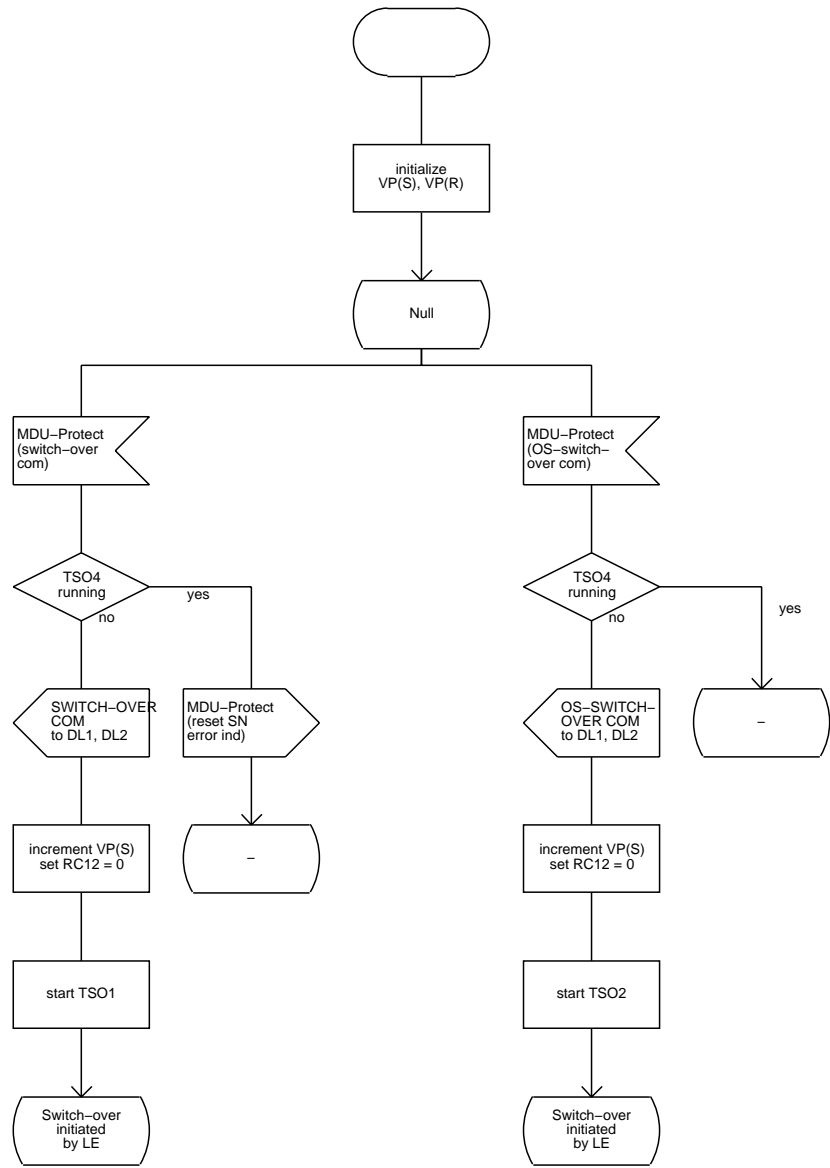 initialize
VP(S), VP(R)
Null
MDU–Protect
(switch–over
com)
MDU–Protect
(OS–switch–
over com)
TSO4
running
yes
no
TSO4
running
yes
no
SWITCH–OVER
COM
to DL1, DL2
MDU–Protect
(reset SN
error ind)
OS–SWITCH–
OVER COM
to DL1, DL2
–
increment VP(S)
set RC12 = 0
–
increment VP(S)
set RC12 = 0
start TSO1
start TSO2
Switch–over
initiated
by LE
Switch–over
initiated
by LE